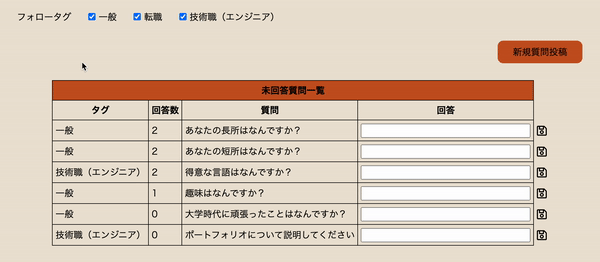 フォロータグ 一般 転職 技術職（エンジニア）
新規質問投稿
未回答質問一覧
タグ 回答数 質問 回答
一般 2 あなたの長所はなんですか？
一般 2 あなたの短所はなんですか？
技術職（エンジニア） 2 得意な言語はなんですか？
一般 1 趣味はなんですか？
一般 0 大学時代に頑張ったことはなんですか？
技術職（エンジニア） 0 ポートフォリオについて説明してください